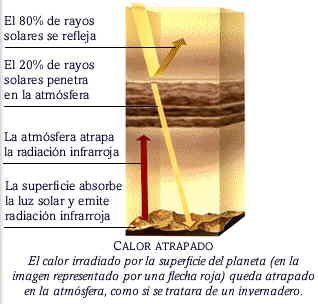 El 80% de rayos
solares se refleja
El 20% de rayos
solares penetra
en la atmósfera
La atmósfera atrapa
la radiación infrarroja
La superficie absorbe
la luz solar y emite
radiación infrarroja
CALOR ATRAPADO
El calor irradiado por la superficie del planeta (en la
imagen representado por una flecha roja) queda atrapado
en la atmósfera, como si se tratara de un invernadero.